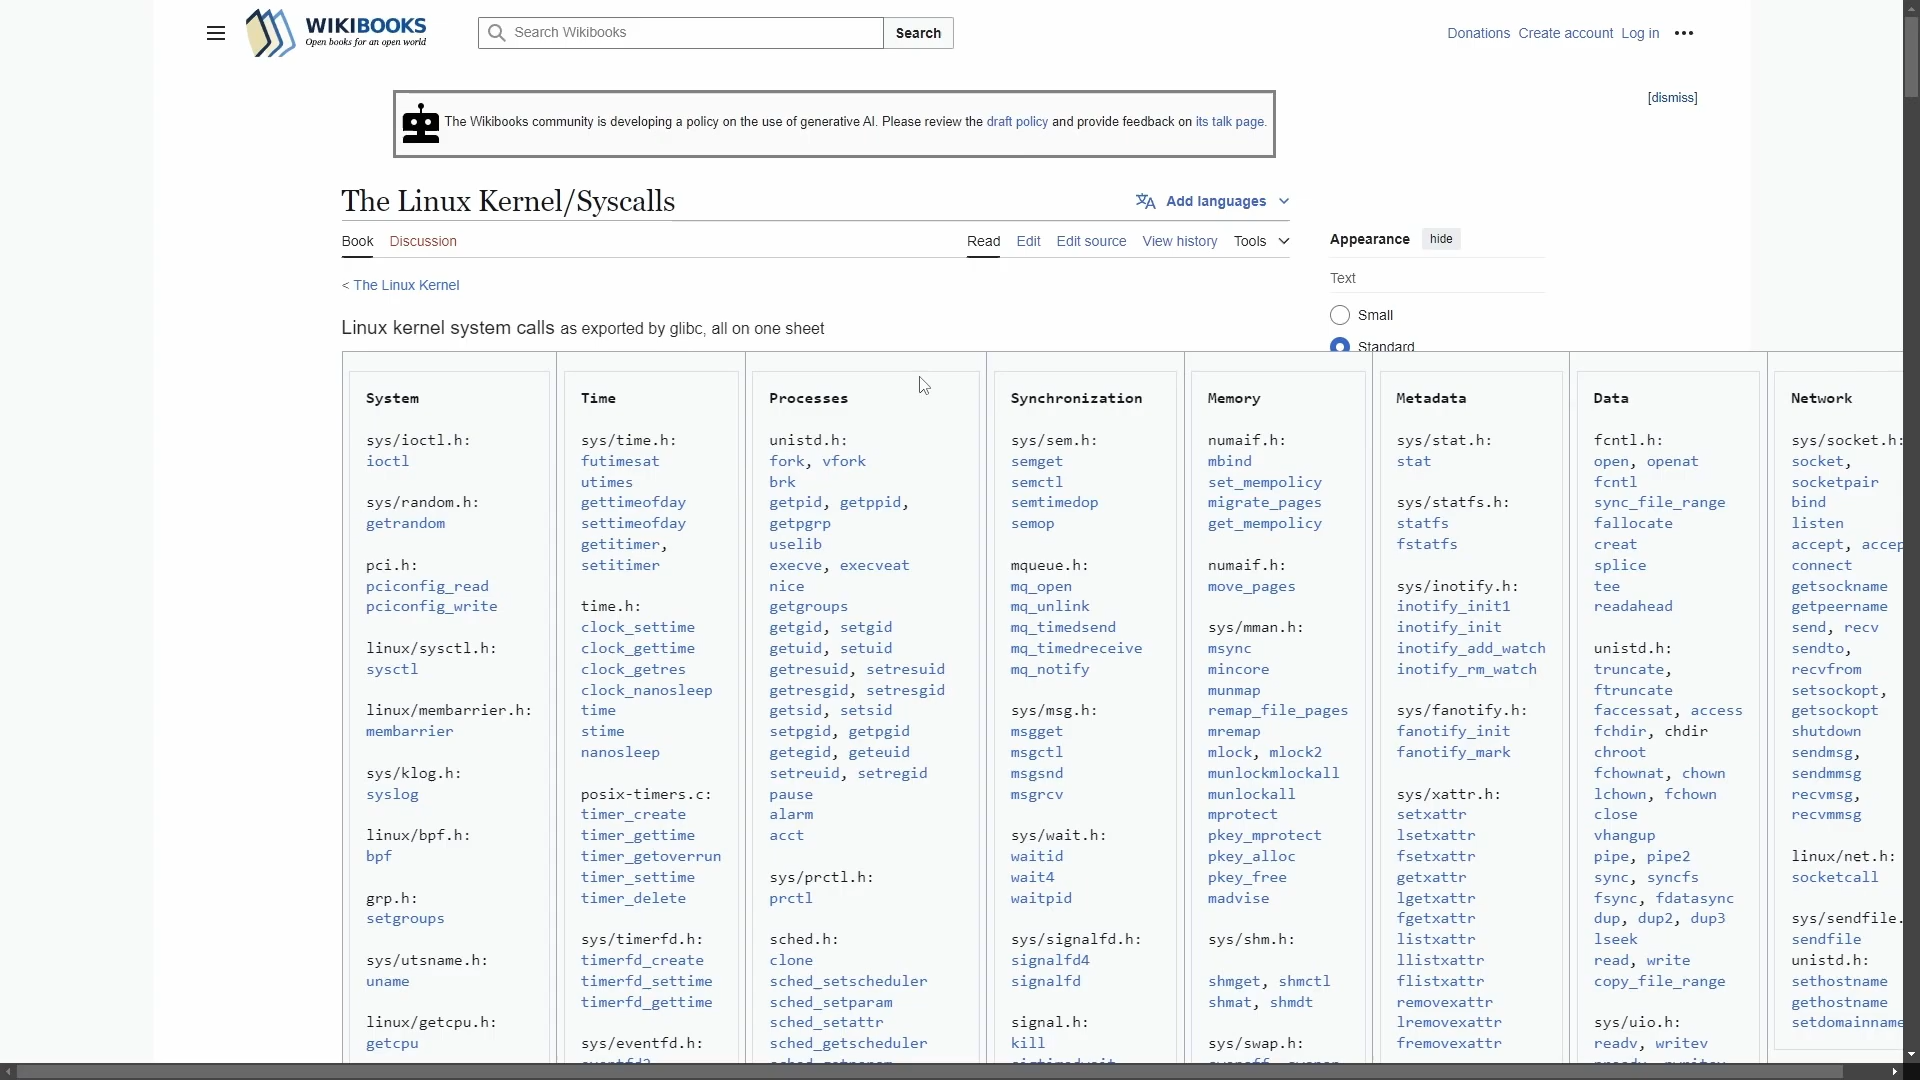 WIKIBOOKS
Open books for an open world
Search Wikibooks
Search
Donations Create account Log in
[dismiss]
The Wikibooks community is developing a policy on the use of generative AI. Please review the draft policy and provide feedback on its talk page.
The Linux Kernel/Syscalls
Add languages
Book Discussion
Read Edit Edit source View history Tools
Appearance hide
Text
Small
Standard
< The Linux Kernel
Linux kernel system calls as exported by glibc, all on one sheet
System
sys/ioctl.h:
ioctl
sys/random.h:
getrandom
pci.h:
pciconfig_read
pciconfig_write
linux/sysctl.h:
sysctl
linux/membarrier.h:
membarrier
sys/klog.h:
syslog
linux/bpf.h:
bpf
grp.h:
setgroups
sys/utsname.h:
uname
linux/getcpu.h:
getcpu
Time
sys/time.h:
futimesat
utimes
gettimeofday
settimeofday
getitimer,
setitimer
time.h:
clock_settime
clock_gettime
clock_getres
clock_nanosleep
time
stime
nanosleep
posix-timers.c:
timer_create
timer_gettime
timer_getoverrun
timer_settime
timer_delete
sys/timerfd.h:
timerfd_create
timerfd_settime
timerfd_gettime
sys/eventfd.h:
Processes
unistd.h:
fork, vfork
brk
getpid, getppid,
getpgrp
uselib
execve, execveat
nice
getgroups
getgid, setgid
getuid, setuid
getresuid, setresuid
getresgid, setresgid
getsid, setsid
setpgid, getpgid
getegid, geteuid
setreuid, setregid
pause
alarm
acct
sys/prctl.h:
prctl
sched.h:
clone
sched_setscheduler
sched_setparam
sched_setattr
sched_getscheduler
Synchronization
sys/sem.h:
semget
semctl
semtimedop
semop
mqueue.h:
mq_open
mq_unlink
mq_timedsend
mq_timedreceive
mq_notify
sys/msg.h:
msgget
msgctl
msgsnd
msgrcv
sys/wait.h:
waitid
wait4
waitpid
sys/signalfd.h:
signalfd4
signalfd
signal.h:
kill
Memory
numaif.h:
mbind
set_mempolicy
migrate_pages
get_mempolicy
numaif.h:
move_pages
sys/mman.h:
msync
mincore
munmap
remap_file_pages
mremap
mlock, mlock2
munlockmlockall
munlockall
mprotect
pkey_mprotect
pkey_alloc
pkey_free
madvise
sys/shm.h:
shmget, shmctl
shmat, shmdt
sys/swap.h:
Metadata
sys/stat.h:
stat
sys/statfs.h:
statfs
fstatfs
sys/inotify.h:
inotify_init1
inotify_init
inotify_add_watch
inotify_rm_watch
sys/fanotify.h:
fanotify_init
fanotify_mark
sys/xattr.h:
setxattr
lsetxattr
fsetxattr
getxattr
lgetxattr
fgetxattr
listxattr
llistxattr
flistxattr
removexattr
lremovexattr
fremovexattr
Data
fcntl.h:
open, openat
fcntl
sync_file_range
fallocate
creat
splice
tee
readahead
unistd.h:
truncate,
ftruncate
faccessat, access
fchdir, chdir
chroot
fchownat, chown
lchown, fchown
close
vhangup
pipe, pipe2
sync, syncfs
fsync, fdatasync
dup, dup2, dup3
lseek
read, write
copy_file_range
sys/uio.h:
readv, writev
Network
sys/socket.h:
socket,
socketpair
bind
listen
accept, accep
connect
getsockname
getpeername
send, recv
sendto,
recvfrom
setsockopt,
getsockopt
shutdown
sendmsg,
sendmmsg
recvmsg,
recvmmsg
linux/net.h:
socketcall
sys/sendfile.
sendfile
unistd.h:
sethostname
gethostname
setdomainname